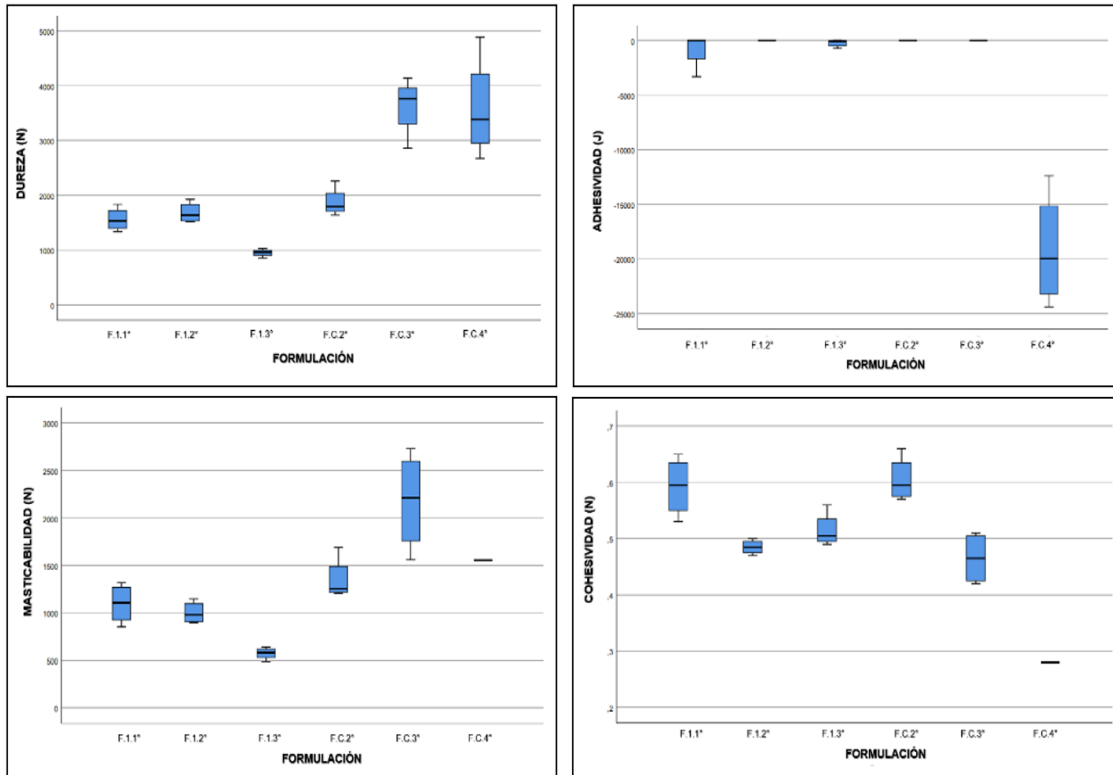 5000
4000
3000
2000
1000
0
DUREZA (N)
F.1.1*
F.1.2*
F.1.3*
F.C.2*
F.C.3*
F.C.4*
FORMULACIÓN
0
-5000
-10000
-15000
-20000
-25000
ADHESIVIDAD (J)
F.1.1*
F.1.2*
F.1.3*
F.C.2*
F.C.3*
F.C.4*
FORMULACIÓN
3000
2500
2000
1500
1000
500
0
MASTICABILIDAD (N)
F.1.1*
F.1.2*
F.1.3*
F.C.2*
F.C.3*
F.C.4*
FORMULACIÓN
,7
,6
,5
,4
,3
,2
COHESIVIDAD (N)
F.1.1*
F.1.2*
F.1.3*
F.C.2*
F.C.3*
F.C.4*
FORMULACIÓN